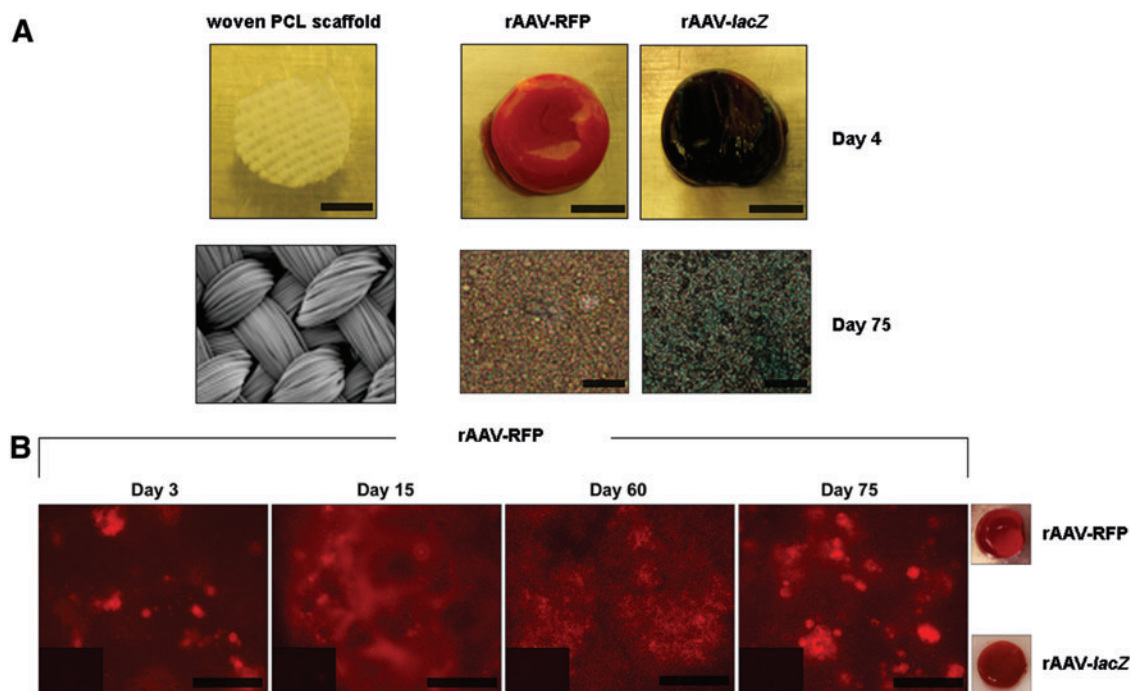 A
woven PCL scaffold
rAAV-RFP
rAAV-lacZ
Day 4
Day 75
B
rAAV-RFP
Day 3
Day 15
Day 60
Day 75
rAAV-RFP
rAAV-lacZ